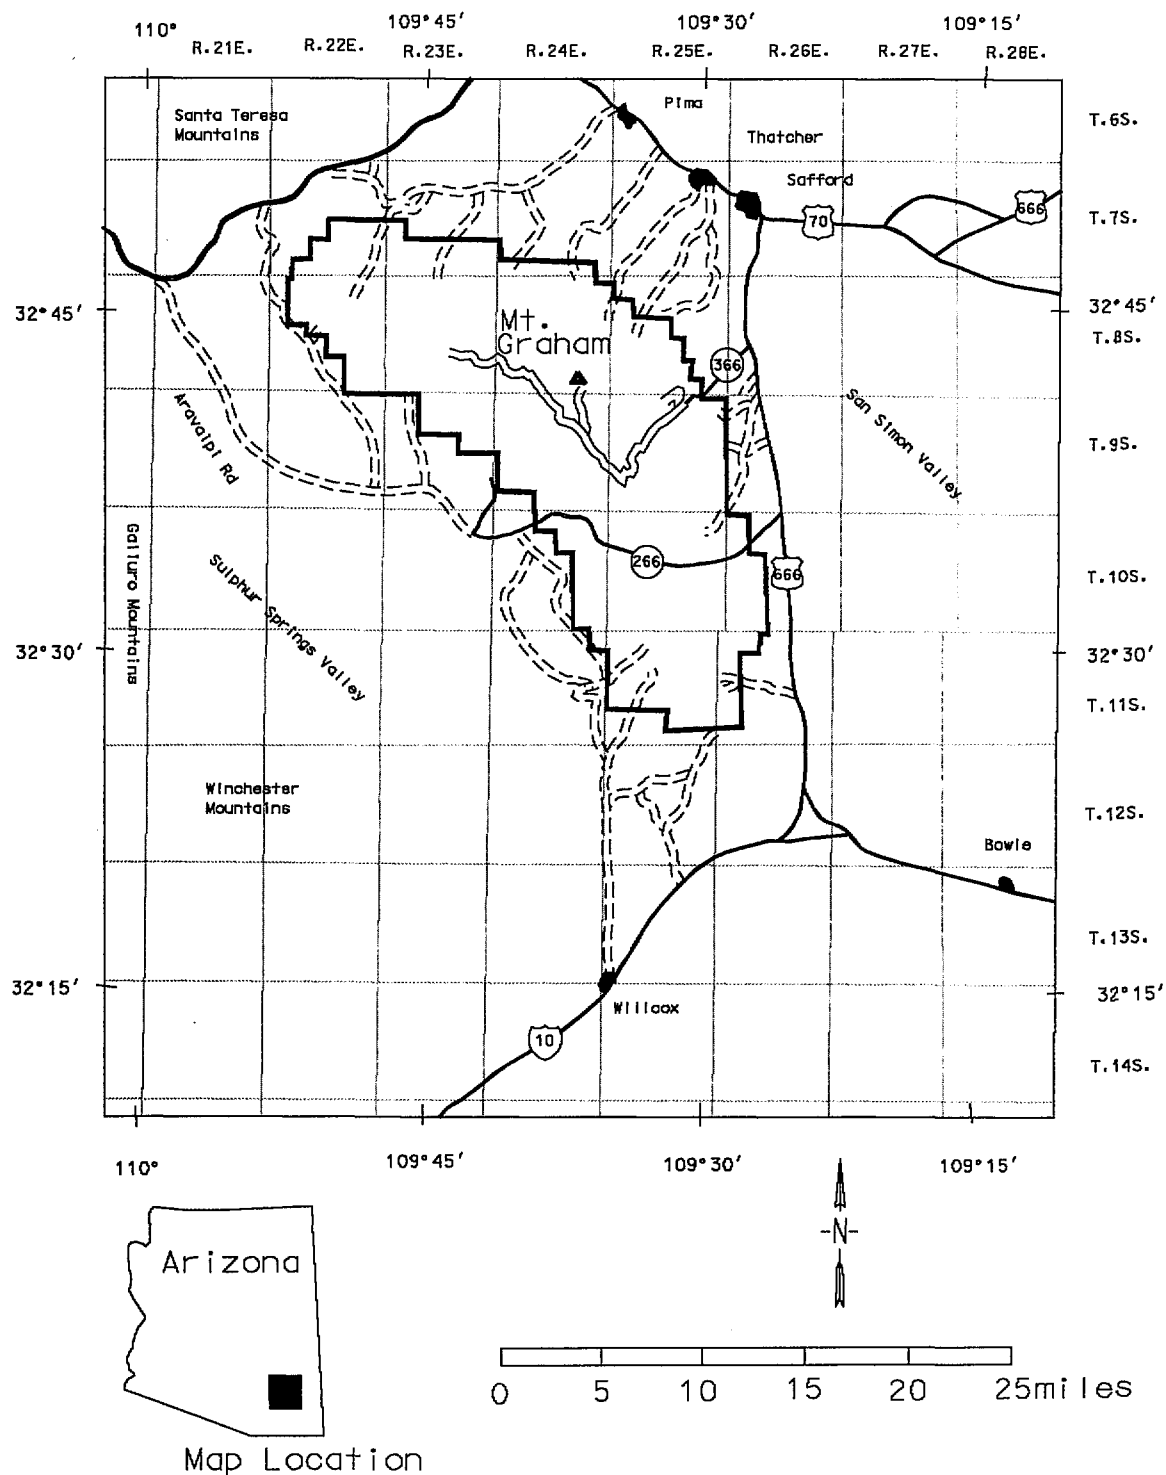 110° 109°45' 109°30' 109°15'
R.21E. R.22E. R.23E. R.24E. R.25E. R.26E. R.27E. R.28E.
Pima
Santa Teresa
Mountains
T.6S.
Thatcher
Safford
666
70
T.7S.
32°45' 32°45'
Mt.
Graham
T.8S.
366
Aravaipi Rd
San Simon Valley
T.9S.
Galiuro Mountains
Sulphur Springs Valley
266
666
T.10S.
32°30' 32°30'
T.11S.
Winchester
Mountains
T.12S.
Bowie
T.13S.
32°15' 32°15'
Willcox
10
T.14S.
110° 109°45' 109°30' 109°15'
Arizona
-N-
0 5 10 15 20 25miles
Map Location